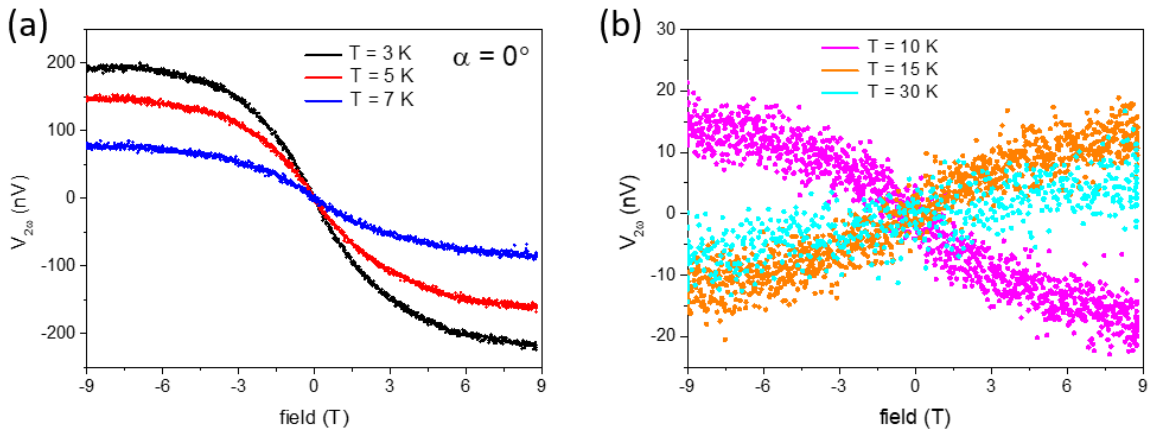 (a)
T = 3 K
T = 5 K
T = 7 K
α = 0°
200
100
0
-100
-200
V2ω (nV)
-9
-6
-3
0
3
6
9
field (T)
(b)
T = 10 K
T = 15 K
T = 30 K
30
20
10
0
-10
-20
V2ω (nV)
-9
-6
-3
0
3
6
9
field (T)